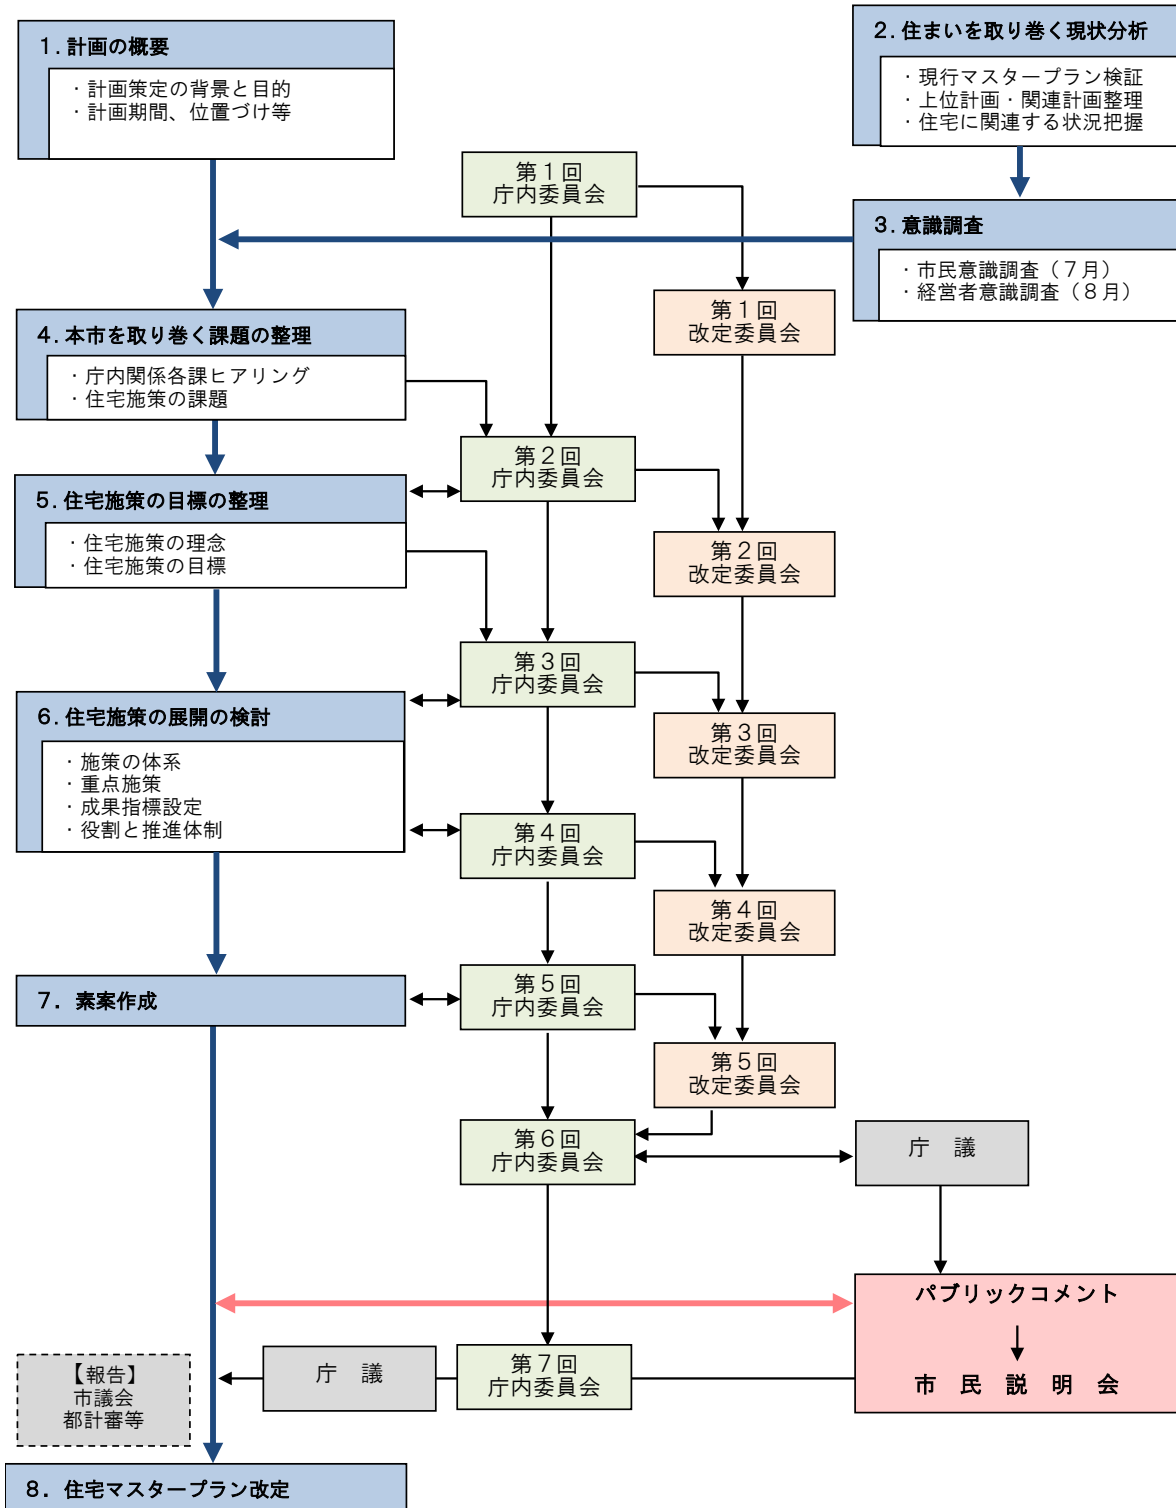 1.計画の概要
・計画策定の背景と目的
・計画期間、位置づけ等
2.住まいを取り巻く現状分析
・現行マスタープラン検証
・上位計画・関連計画整理
・住宅に関連する状況把握
第1回
庁内委員会
3.意識調査
・市民意識調査（7月）
・経営者意識調査（8月）
第1回
改定委員会
4.本市を取り巻く課題の整理
・庁内関係各課ヒアリング
・住宅施策の課題
第2回
庁内委員会
5.住宅施策の目標の整理
・住宅施策の理念
・住宅施策の目標
第2回
改定委員会
第3回
庁内委員会
6.住宅施策の展開の検討
・施策の体系
・重点施策
・成果指標設定
・役割と推進体制
第3回
改定委員会
第4回
庁内委員会
第4回
改定委員会
7．素案作成
第5回
庁内委員会
第5回
改定委員会
第6回
庁内委員会
庁　議
パブリックコメント
市　民　説　明　会
第7回
庁内委員会
庁　議
【報告】
市議会
都計審等
8．住宅マスタープラン改定